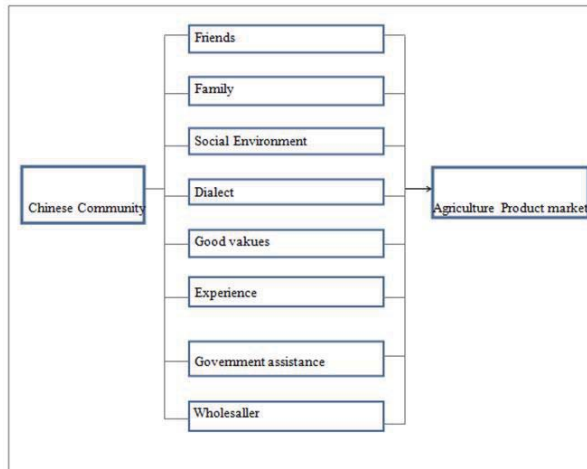 Friends
Family
Social Environment
Chinese Community
Dialect
Agriculture Product market
Good vakues
Experience
Government assistance
Wholesaller